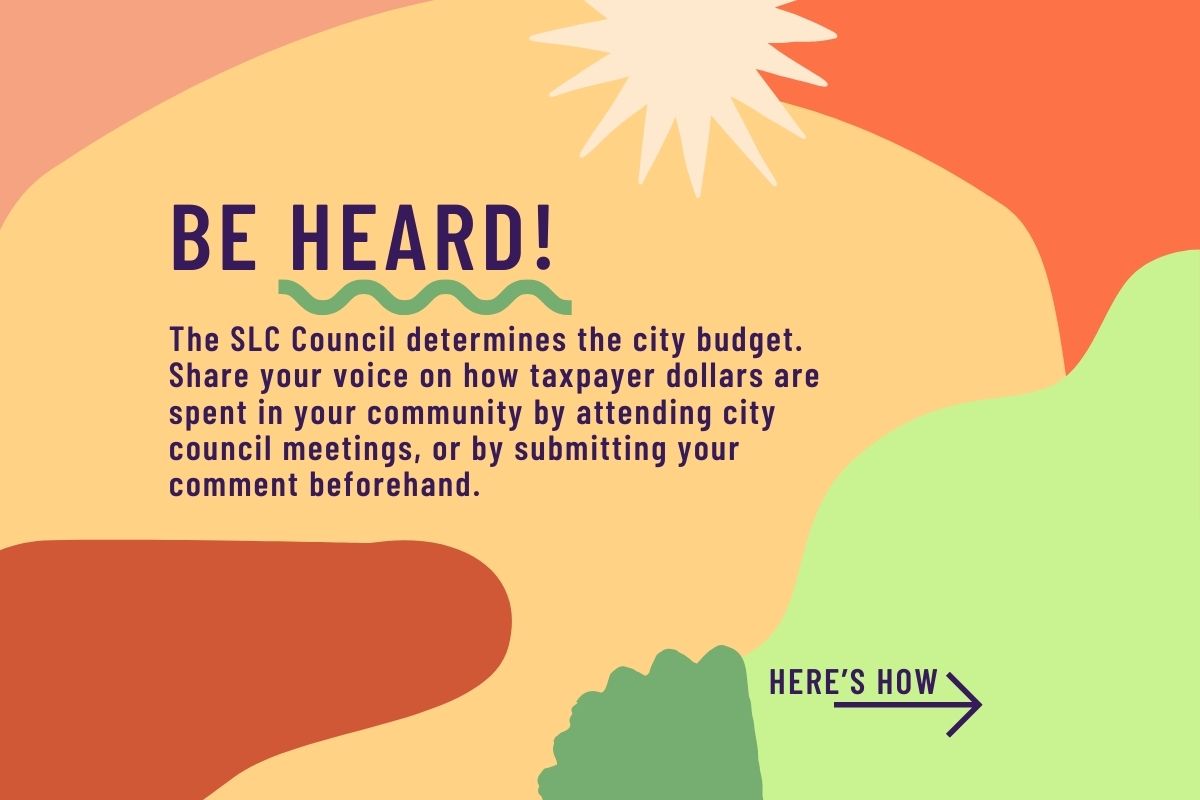 BE HEARD!
The SLC Council determines the city budget.
Share your voice on how taxpayer dollars are
spent in your community by attending city
council meetings, or by submitting your
comment beforehand.
HERE’S HOW